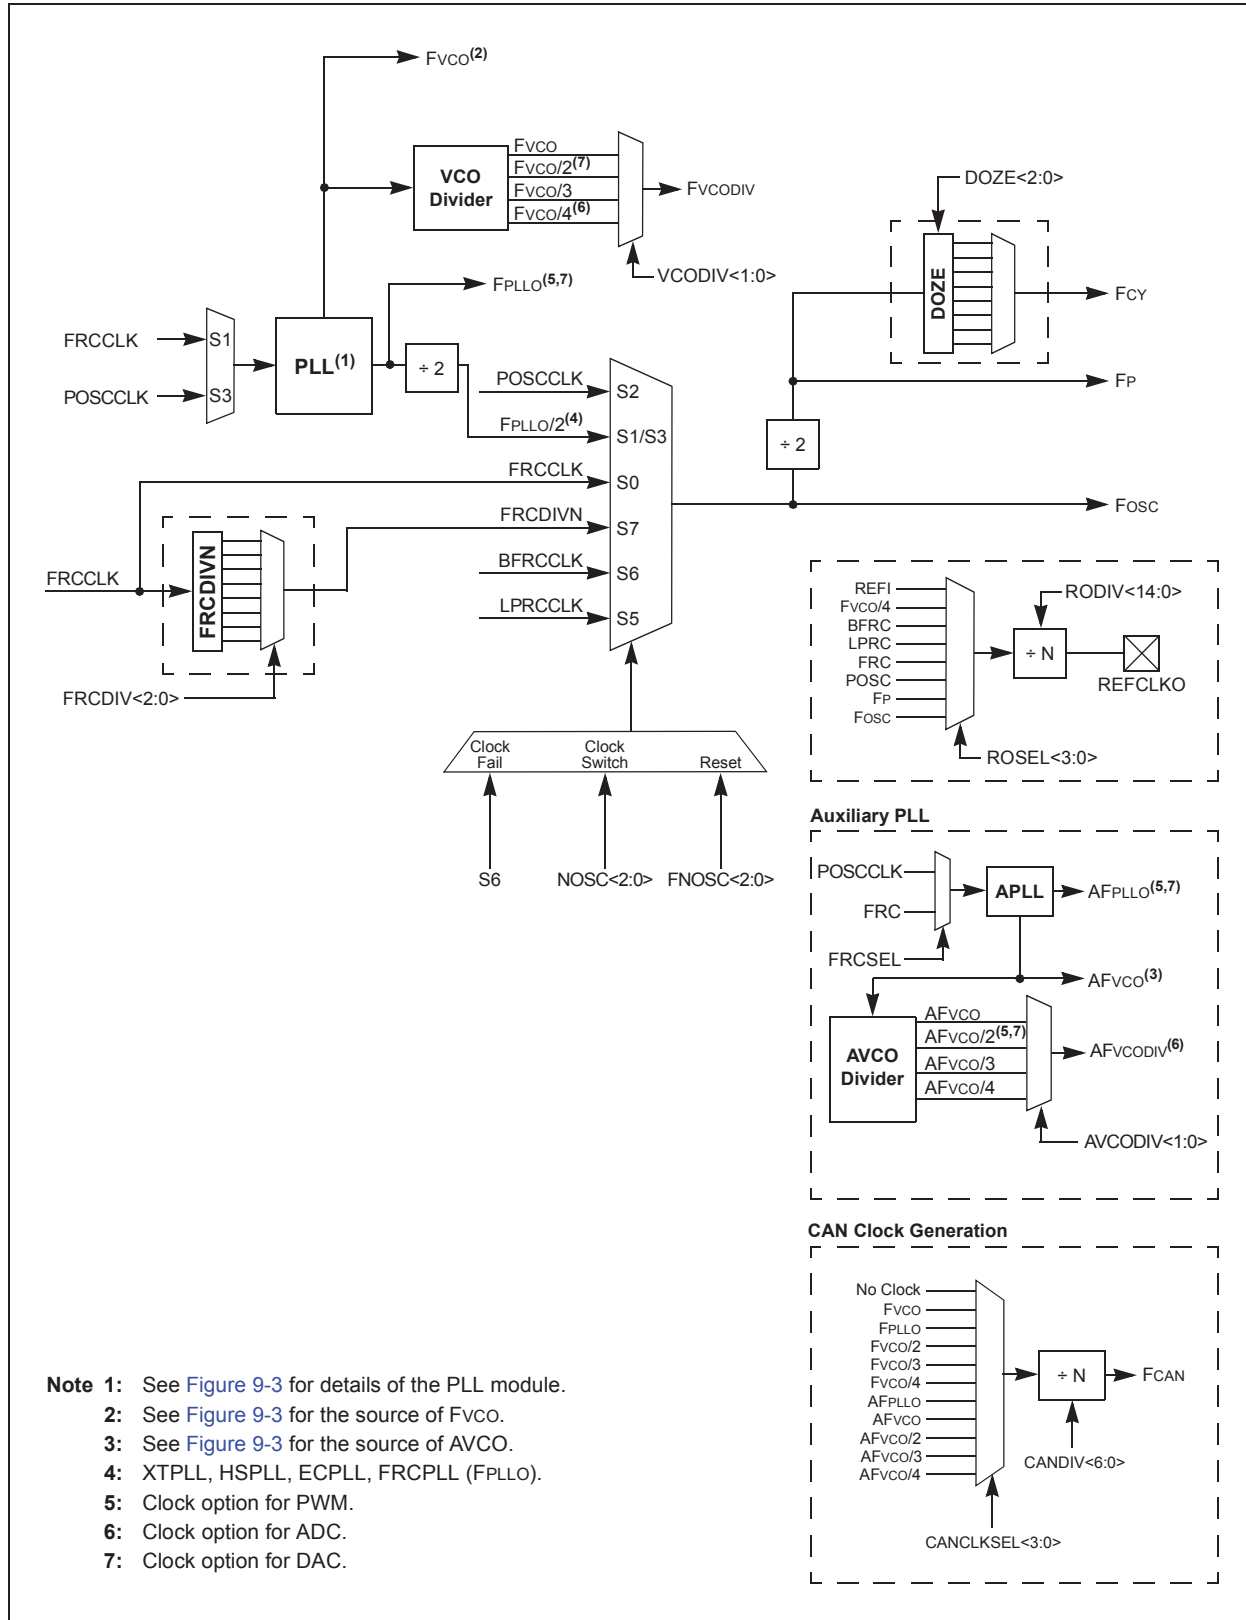 FVCO(2)
VCO Divider
FVCO
FVCO/2(7)
FVCO/3
FVCO/4(6)
FVCODIV
VCODIV<1:0>
FPLLO(5,7)
FRCCLK
POSCCLK
S1
S3
PLL(1)
÷ 2
POSCCLK
FPLLO/2(4)
FRCCLK
FRCDIVN
BFRCCLK
LPRCCLK
S2
S1/S3
S0
S7
S6
S5
FRCCLK
FRCDIVN
FRCDIV<2:0>
DOZE<2:0>
DOZE
FCY
FP
÷ 2
FOSC
Clock Fail
Clock Switch
Reset
S6
NOSC<2:0>
FNOSC<2:0>
REFI
FVCO/4
BFRC
LPRC
FRC
POSC
FP
FOSC
RODIV<14:0>
÷ N
REFCLKO
ROSEL<3:0>
Auxiliary PLL
POSCCLK
FRC
FRCSEL
APLL
AFPLLO(5,7)
AFVCO(3)
AVCO Divider
AFVCO
AFVCO/2(5,7)
AFVCO/3
AFVCO/4
AFVCODIV(6)
AVCODIV<1:0>
CAN Clock Generation
No Clock
FVCO
FPLLO
FVCO/2
FVCO/3
FVCO/4
AFPLLO
AFVCO
AFVCO/2
AFVCO/3
AFVCO/4
÷ N
FCAN
CANDIV<6:0>
CANCLKSEL<3:0>
Note 1: See Figure 9-3 for details of the PLL module.
2: See Figure 9-3 for the source of FVCO.
3: See Figure 9-3 for the source of AVCO.
4: XTPLL, HSPLL, ECPLL, FRCPLL (FPLLO).
5: Clock option for PWM.
6: Clock option for ADC.
7: Clock option for DAC.